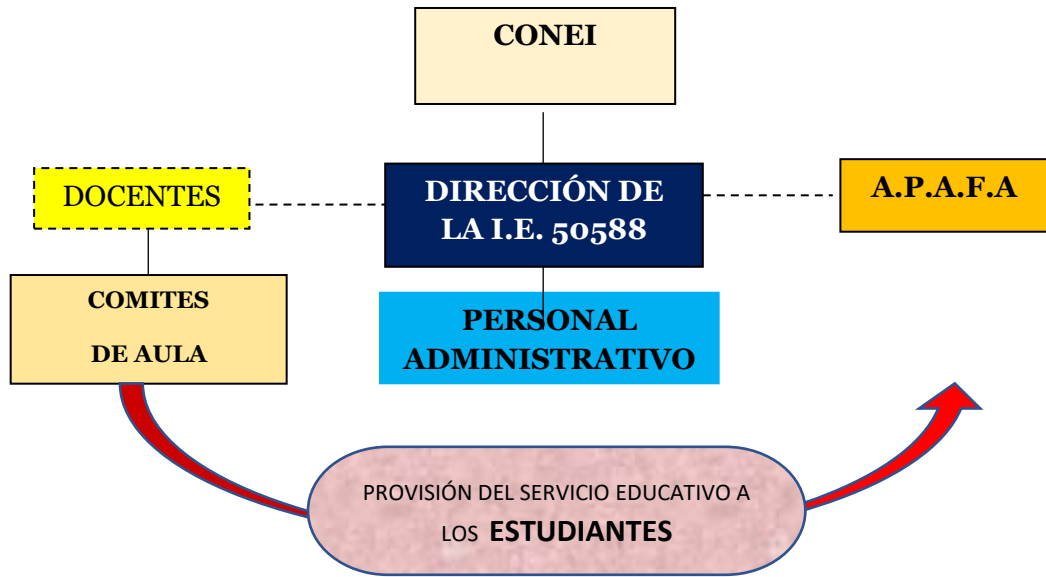 CONEI
DOCENTES
DIRECCIÓN DE
LA I.E. 50588
A.P.A.F.A
COMITES
DE AULA
PERSONAL
ADMINISTRATIVO
PROVISIÓN DEL SERVICIO EDUCATIVO A
LOS ESTUDIANTES